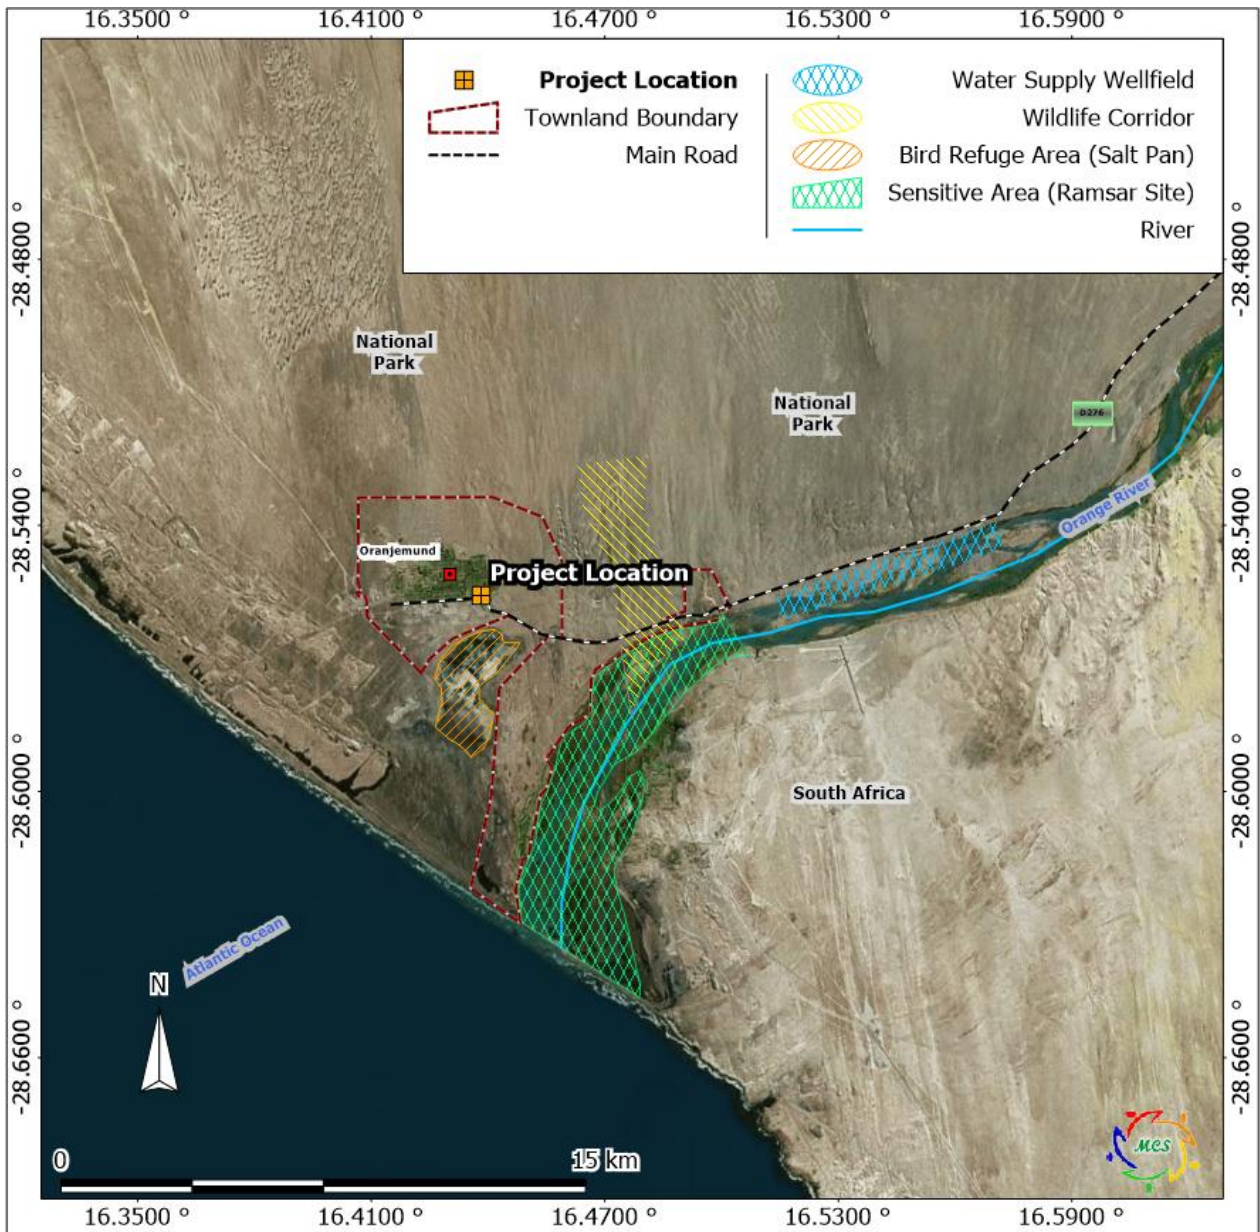 16.3500 ° 16.4100 ° 16.4700 ° 16.5300 ° 16.5900 °
Project Location
Townland Boundary
Main Road
Water Supply Wellfield
Wildlife Corridor
Bird Refuge Area (Salt Pan)
Sensitive Area (Ramsar Site)
River
-28.4800 °
-28.4800 °
National
Park
National
Park
D276
-28.5400 °
-28.5400 °
Orange River
Oranjemund
Project Location
-28.6000 °
South Africa
-28.6000 °
Atlantic Ocean
N
-28.6600 °
-28.6600 °
MCS
0 15 km
16.3500 ° 16.4100 ° 16.4700 ° 16.5300 ° 16.5900 °